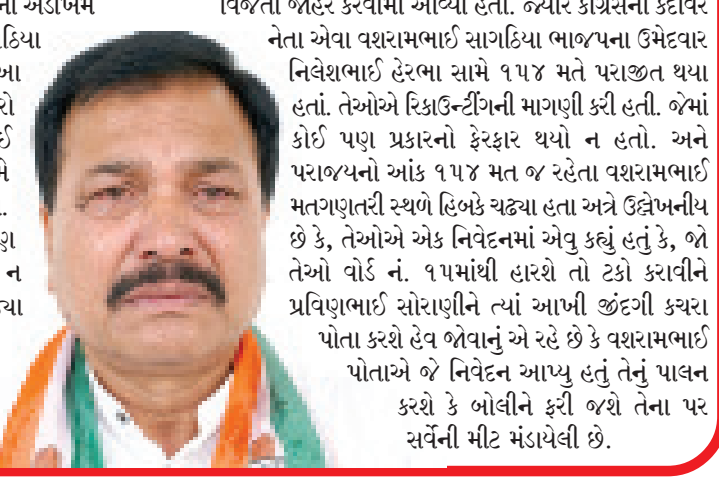 ના અડીખમ
ગઠિયા
આ
રો
ઈ
મે
ણ
ન
યા
વિજેતા જાહેર કરવામાં આવ્યા હતા. જ્યારે કોંગ્રેસના કદાવર
નેતા એવા વશરામભાઈ સાગઠિયા ભાજપના ઉમેદવાર
નિલેશભાઈ હેરભા સામે ૧૫૪ મતે પરાજીત થયા
હતાં. તેઓએ રિકાઉન્ટીંગની માગણી કરી હતી. જેમાં
કોઈ પણ પ્રકારનો ફેરફાર થયો ન હતો. અને
પરાજયનો આંક ૧૫૪ મત જ રહેતા વશરામભાઈ
મતગણતરી સ્થળે હિબકે ચઢ્યા હતા અત્રે ઉલ્લેખનીય
છે કે, તેઓએ એક નિવેદનમાં એવુ કહ્યું હતું કે, જો
તેઓ વોર્ડ નં. ૧૫માંથી હારશે તો ટકો કરાવીને
પ્રવિણભાઈ સોરાણીને ત્યાં આખી જીંદગી કચરા
પોતા કરશે હેવ જોવાનું એ રહે છે કે વશરામભાઈ
પોતાએ જે નિવેદન આપ્યુ હતું તેનું પાલન
કરશે કે બોલીને ફરી જશે તેના પર
સર્વેની મીટ મંડાયેલી છે.